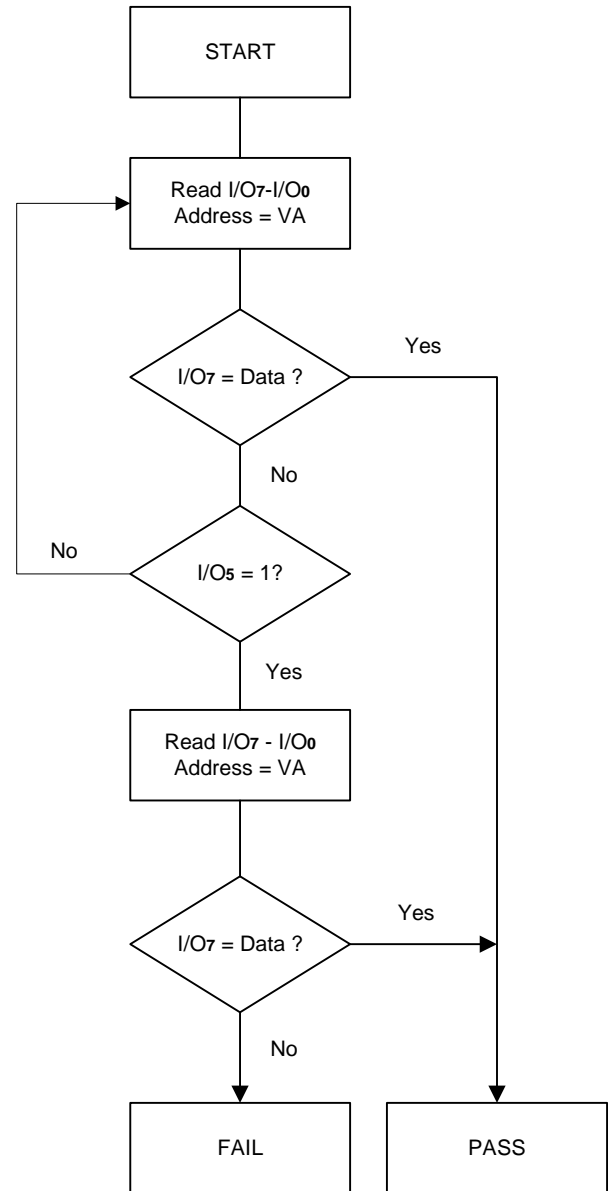 START
Read I/O7-I/O0
Address = VA
I/O7 = Data ?
Yes
No
I/O5 = 1?
No
Yes
Read I/O7 - I/O0
Address = VA
I/O7 = Data ?
Yes
No
FAIL
PASS